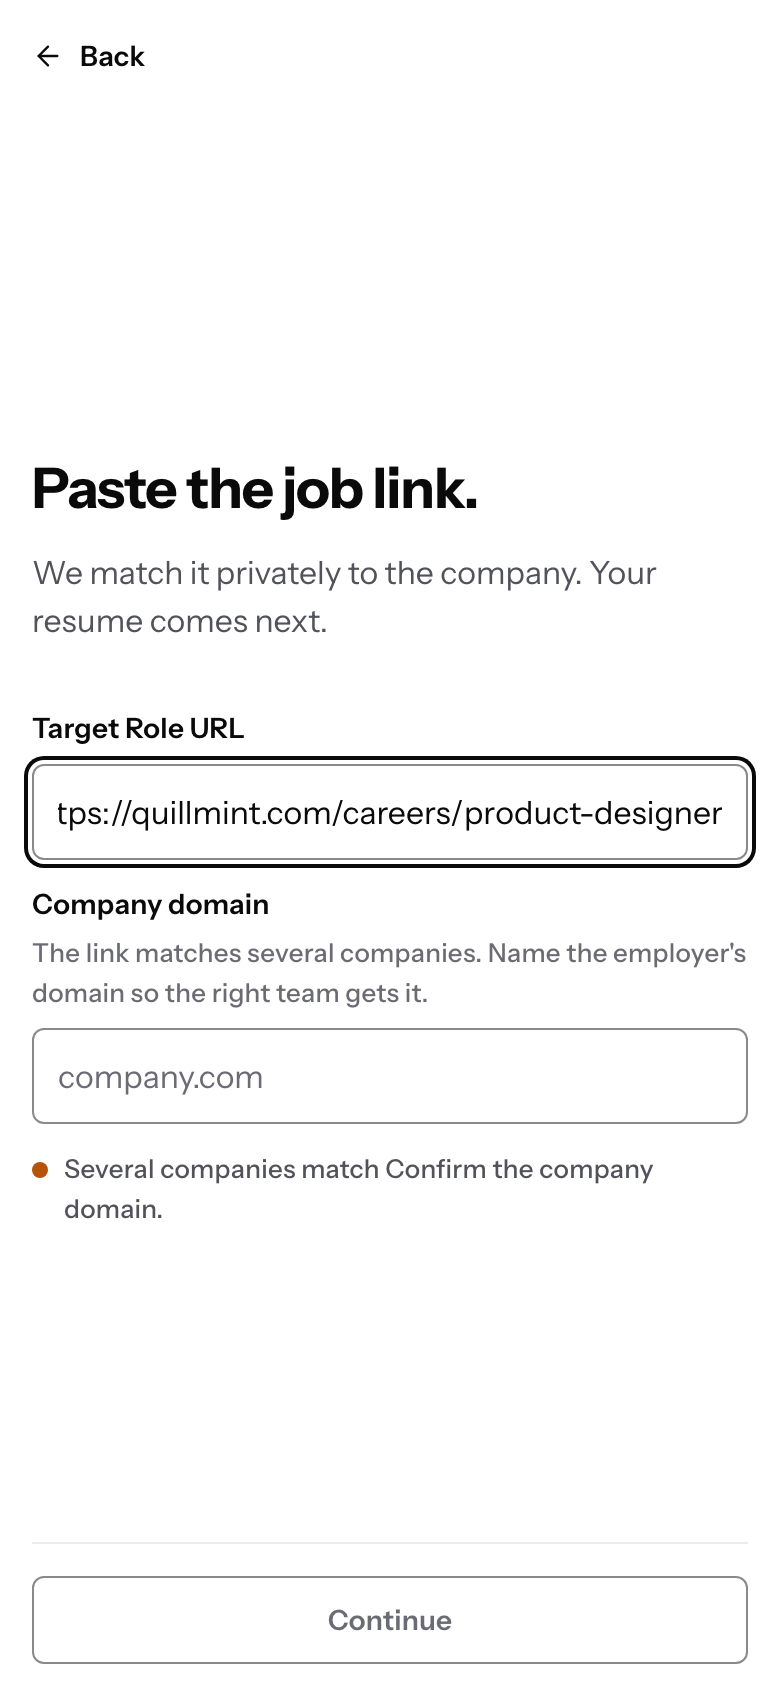 Back
Paste the job link.
We match it privately to the company. Your
resume comes next.
Target Role URL
tps://quillmint.com/careers/product-designer
Company domain
The link matches several companies. Name the employer's
domain so the right team gets it.
company.com
Several companies match Confirm the company
domain.
Continue